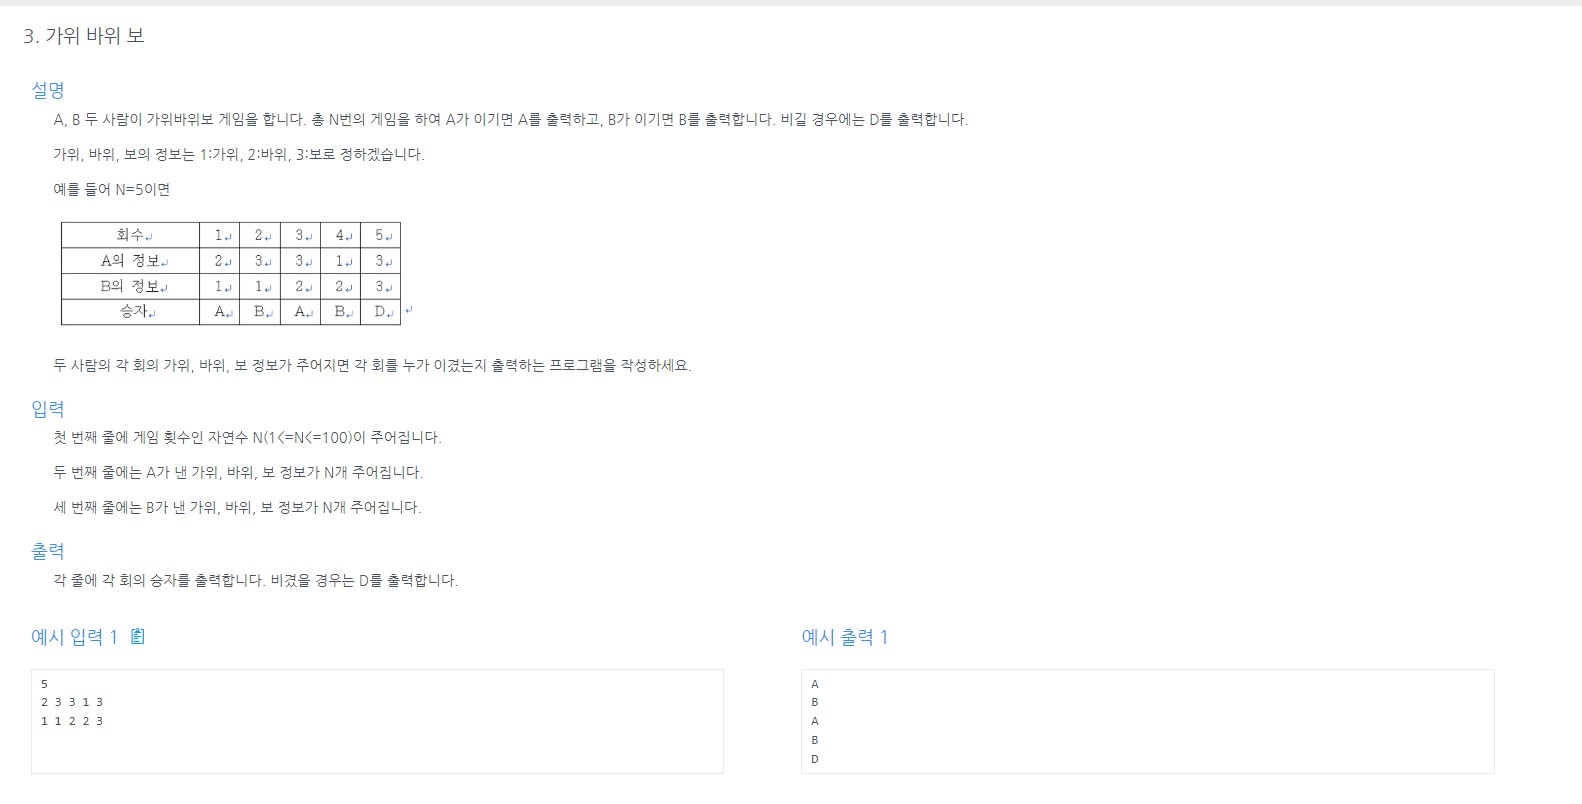 3. 가위 바위 보
설명
A, B 두 사람이 가위바위보 게임을 합니다. 총 N번의 게임을 하여 A가 이기면 A를 출력하고, B가 이기면 B를 출력합니다. 비길 경우에는 D를 출력합니다.
가위, 바위, 보의 정보는 1:가위, 2:바위, 3:보로 정하겠습니다.
예를 들어 N=5이면
회수 1 2 3 4 5
A의 정보 2 3 3 1 3
B의 정보 1 1 2 2 3
승자 A B A B D
두 사람의 각 회의 가위, 바위, 보 정보가 주어지면 각 회를 누가 이겼는지 출력하는 프로그램을 작성하세요.
입력
첫 번째 줄에 게임 횟수인 자연수 N(1<=N<=100)이 주어집니다.
두 번째 줄에는 A가 낸 가위, 바위, 보 정보가 N개 주어집니다.
세 번째 줄에는 B가 낸 가위, 바위, 보 정보가 N개 주어집니다.
출력
각 줄에 각 회의 승자를 출력합니다. 비겼을 경우는 D를 출력합니다.
예시 입력 1
5
2 3 3 1 3
1 1 2 2 3
예시 출력 1
A
B
A
B
D